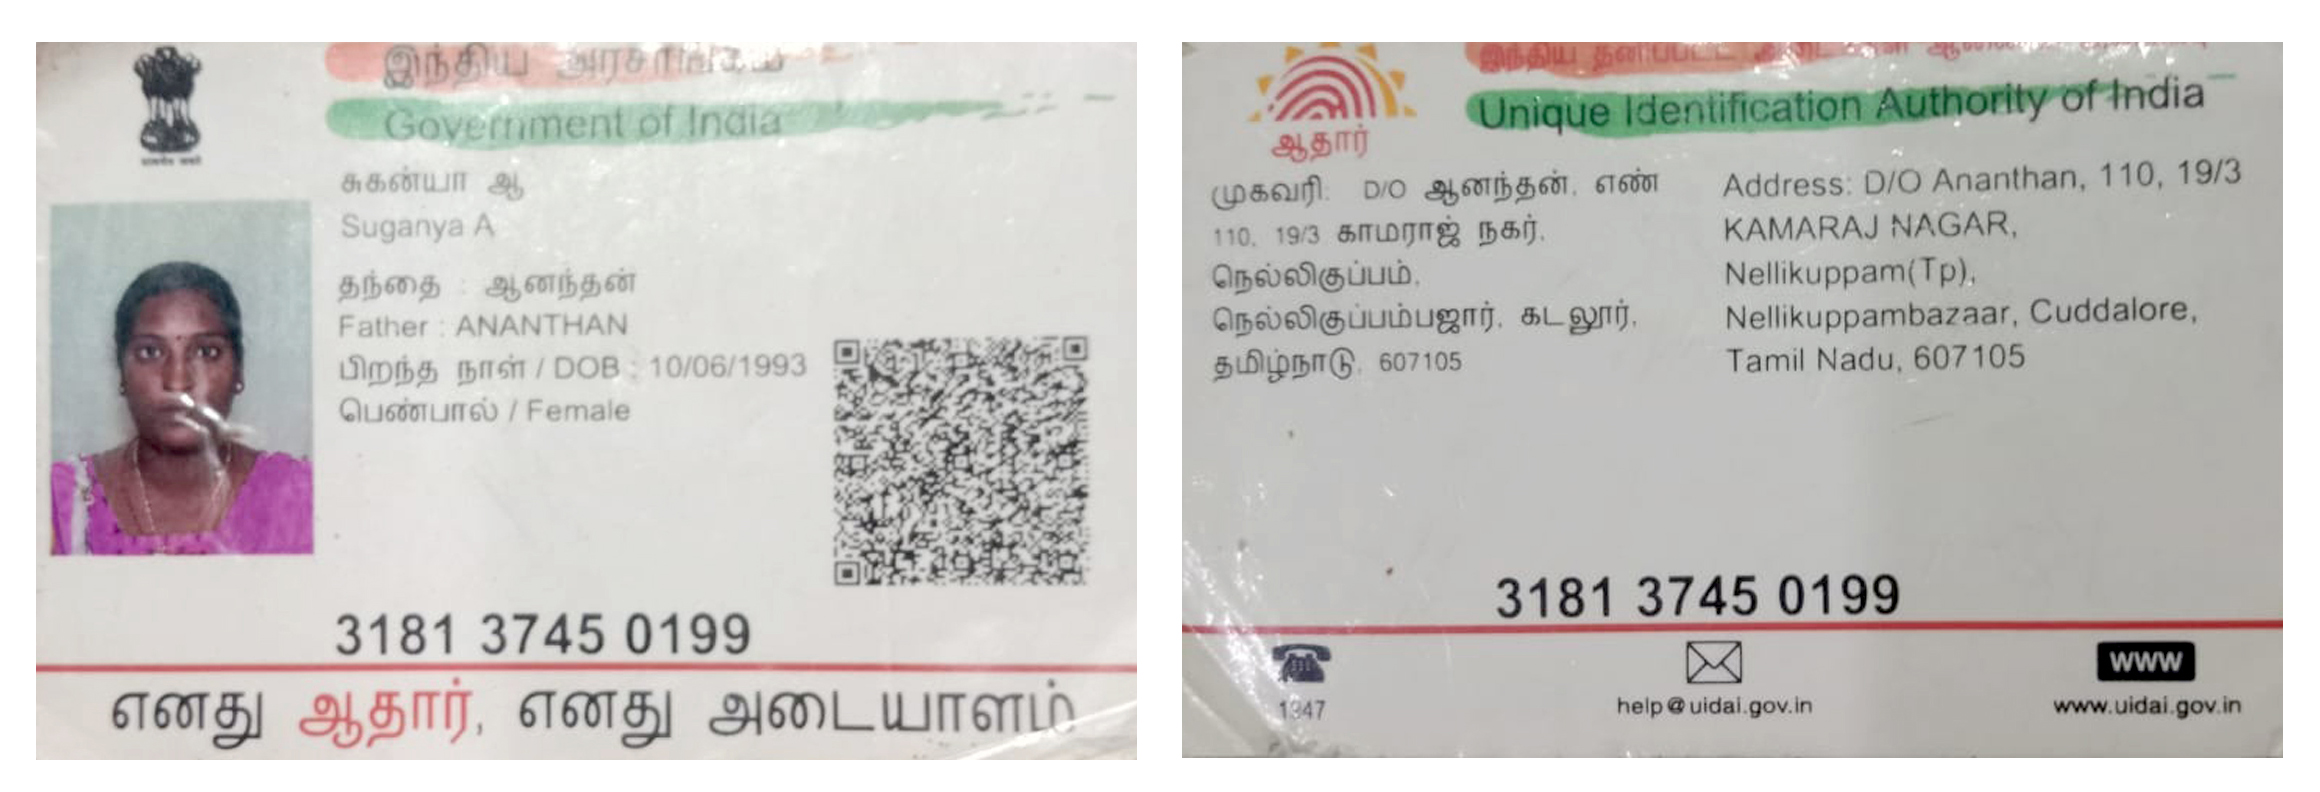 இந்திய அரசாங்கம்
Government of India
சுகன்யா ஆ
Suganya A
தந்தை : ஆனந்தன்
Father : ANANTHAN
பிறந்த நாள் / DOB : 10/06/1993
பெண்பால் / Female
3181 3745 0199
எனது ஆதார், எனது அடையாளம்
இந்திய
Unique Identification Authority of India
ஆதார்
முகவரி: D/O ஆனந்தன், எண்
110, 19/3 காமராஜ் நகர்,
நெல்லிகுப்பம்,
நெல்லிகுப்பம்பஜார், கடலூர்,
தமிழ்நாடு, 607105
Address: D/O Ananthan, 110, 19/3
KAMARAJ NAGAR,
Nellikuppam(Tp),
Nellikuppambazaar, Cuddalore,
Tamil Nadu, 607105
3181 3745 0199
1947
help@uidai.gov.in
www
www.uidai.gov.in